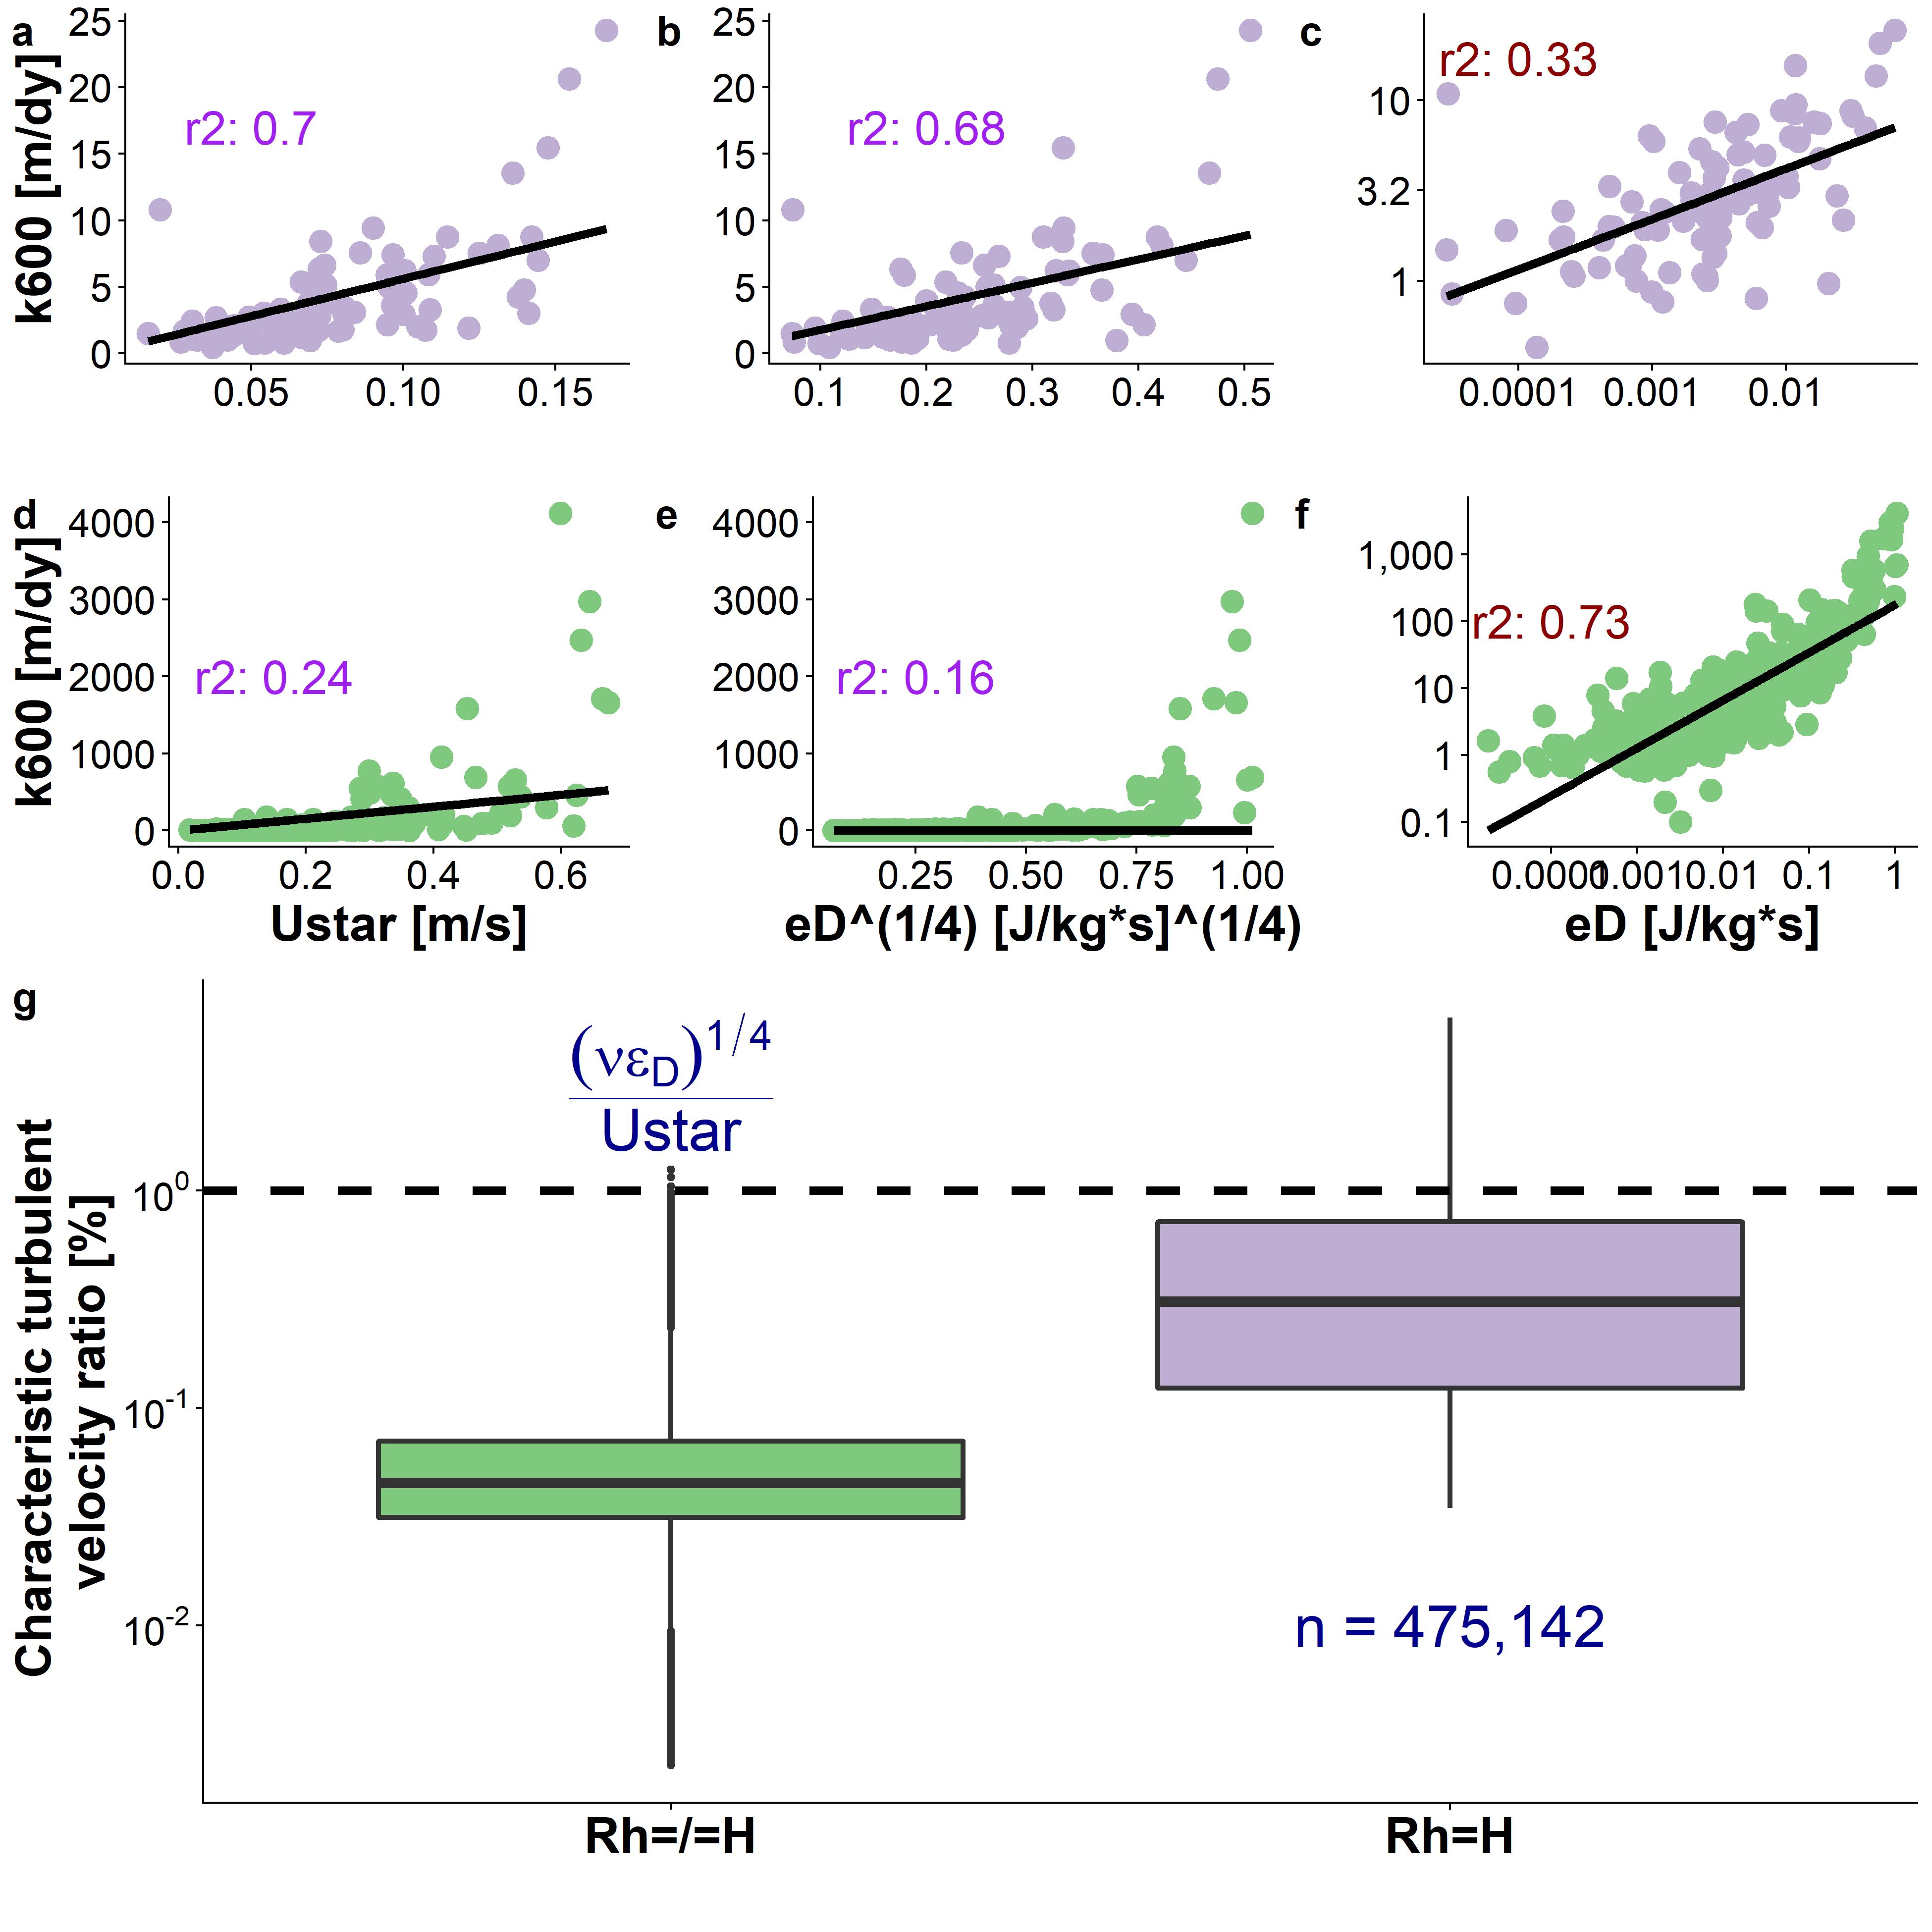 a
k600 [m/dy]
25
20
15
10
5
0
r2: 0.7
0.05 0.10 0.15
b
25
20
15
10
5
0
r2: 0.68
0.1 0.2 0.3 0.4 0.5
c
10
3.2
1
r2: 0.33
0.0001 0.001 0.01
d
k600 [m/dy]
4000
3000
2000
1000
0
r2: 0.24
0.0 0.2 0.4 0.6
Ustar [m/s]
e
4000
3000
2000
1000
0
r2: 0.16
0.25 0.50 0.75 1.00
eD^(1/4) [J/kg*s]^(1/4)
f
1,000
100
10
1
0.1
r2: 0.73
0.0001 0.001 0.01 0.1 1
eD [J/kg*s]
g
Characteristic turbulent
velocity ratio [%]
10^0
10^-1
10^-2
(νε_D)^1/4
Ustar
n = 475,142
Rh=/=H Rh=H